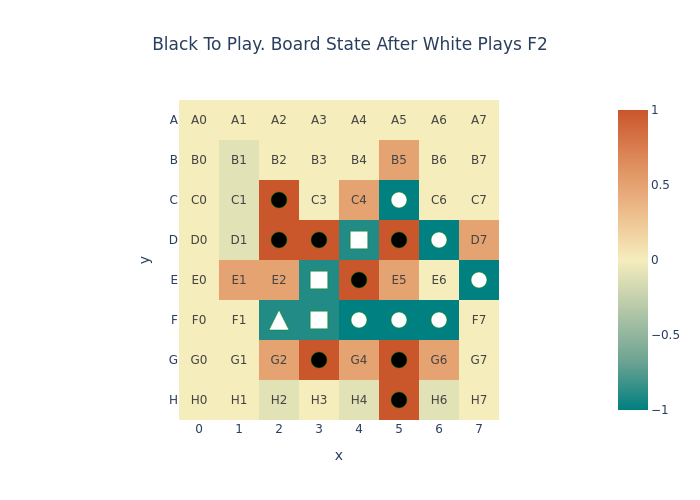 Black To Play. Board State After White Plays F2
A A0 A1 A2 A3 A4 A5 A6 A7
B B0 B1 B2 B3 B4 B5 B6 B7
C C0 C1 C3 C4 C6 C7
D D0 D1 D7
E E0 E1 E2 E5 E6
F F0 F1 F7
G G0 G1 G2 G4 G6 G7
H H0 H1 H2 H3 H4 H6 H7
0 1 2 3 4 5 6 7
x
y
1
0.5
0
−0.5
−1